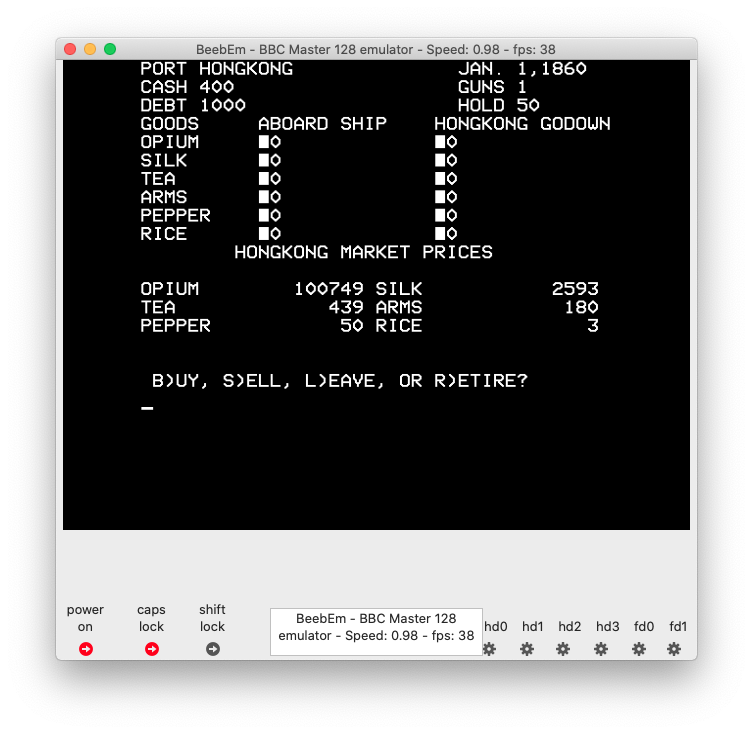 BeebEm - BBC Master 128 emulator - Speed: 0.98 - fps: 38
PORT HONGKONG JAN. 1,1860
CASH 400 GUNS 1
DEBT 1000 HOLD 50
GOODS ABOARD SHIP HONGKONG GODOWN
OPIUM █0 █0
SILK █0 █0
TEA █0 █0
ARMS █0 █0
PEPPER █0 █0
RICE █0 █0
HONGKONG MARKET PRICES
OPIUM 100749 SILK 2593
TEA 439 ARMS 180
PEPPER 50 RICE 3
B)UY, S)ELL, L)EAVE, OR R)ETIRE?
_
power on caps lock shift lock
BeebEm - BBC Master 128
emulator - Speed: 0.98 - fps: 38
hd0 hd1 hd2 hd3 fd0 fd1